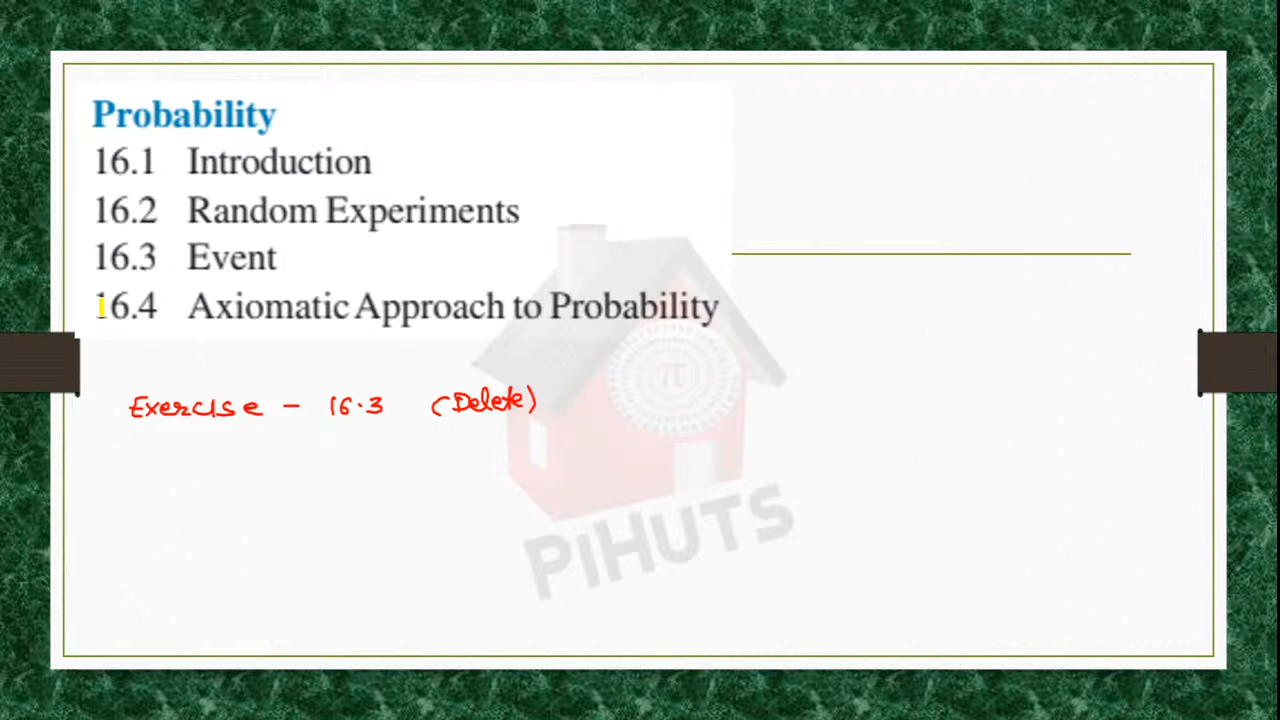 Probability
16.1 Introduction
16.2 Random Experiments
16.3 Event
16.4 Axiomatic Approach to Probability
Exercise - 16.3 (Delete)
π
PIHUTS